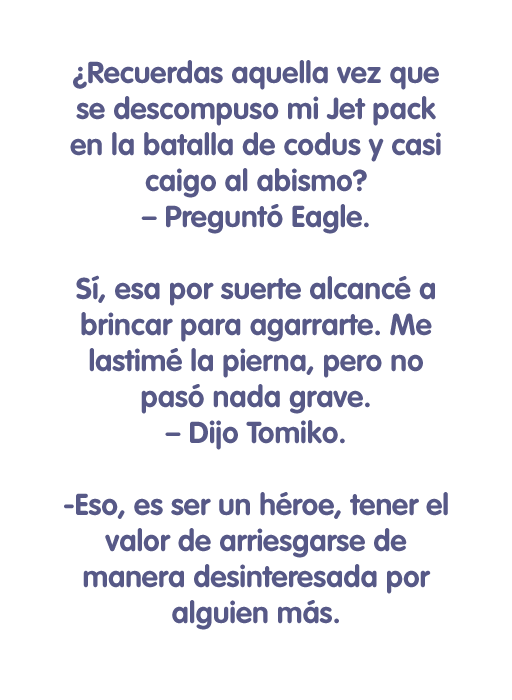 ¿Recuerdas aquella vez que
se descompuso mi Jet pack
en la batalla de codus y casi
caigo al abismo?
– Preguntó Eagle.
Sí, esa por suerte alcancé a
brincar para agarrarte. Me
lastimé la pierna, pero no
pasó nada grave.
– Dijo Tomiko.
-Eso, es ser un héroe, tener el
valor de arriesgarse de
manera desinteresada por
alguien más.